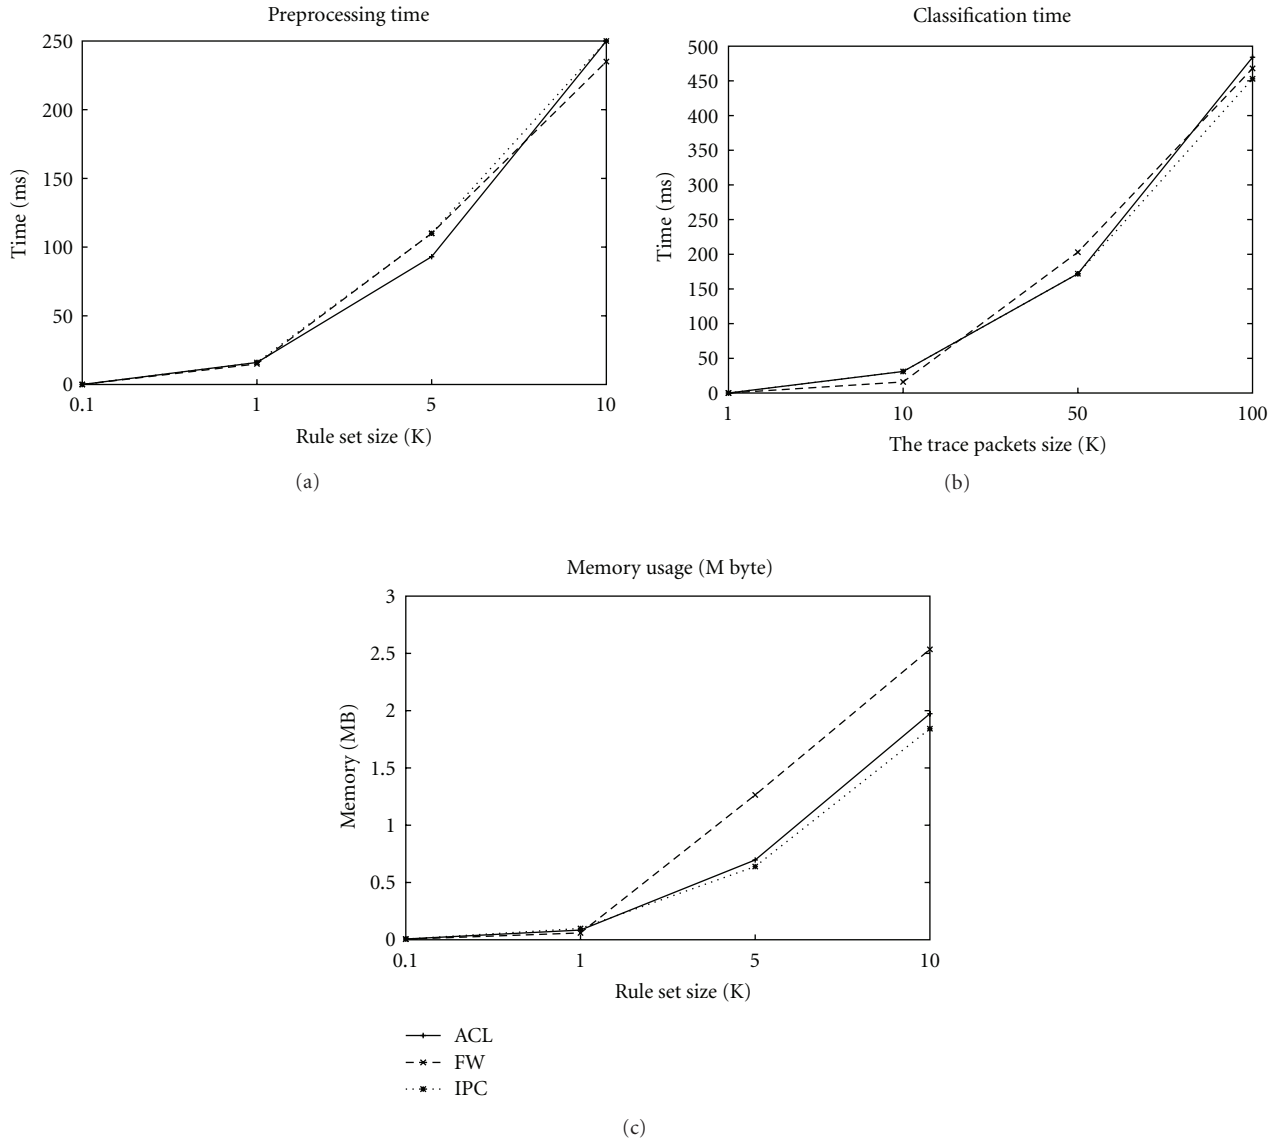 Preprocessing time
250
200
150
100
50
0
Time (ms)
0.1 1 5 10
Rule set size (K)
(a)
Classification time
500
450
400
350
300
250
200
150
100
50
0
Time (ms)
1 10 50 100
The trace packets size (K)
(b)
Memory usage (M byte)
3
2.5
2
1.5
1
0.5
0
Memory (MB)
0.1 1 5 10
Rule set size (K)
ACL
FW
IPC
(c)